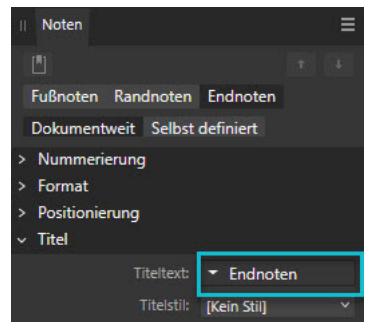 Noten
Fußnoten Randnoten Endnoten
Dokumentweit Selbst definiert
> Nummerierung
> Format
> Positionierung
Titel
Titeltext: Endnoten
Titelstil: [Kein Stil]